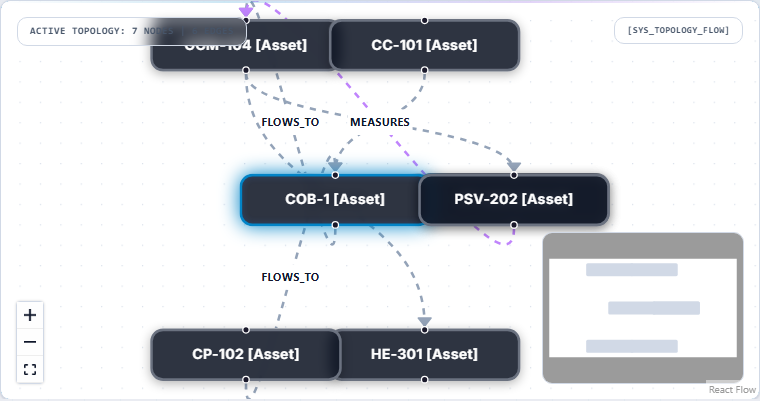 ACTIVE TOPOLOGY: 7
[SYS_TOPOLOGY_FLOW]
[Asset]
CC-101 [Asset]
FLOWS_TO
MEASURES
COB-1 [Asset]
PSV-202 [Asset]
FLOWS_TO
CP-102 [Asset]
HE-301 [Asset]
React Flow